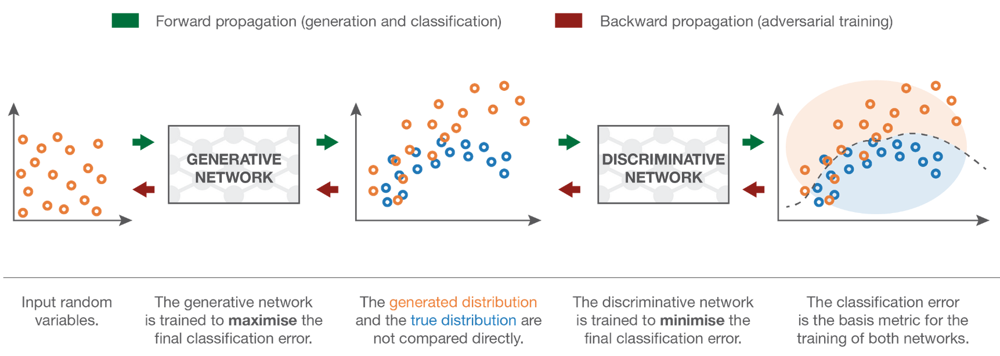 Forward propagation (generation and classification)
Backward propagation (adversarial training)
GENERATIVE
NETWORK
DISCRIMINATIVE
NETWORK
Input random
variables.
The generative network
is trained to maximise the
final classification error.
The generated distribution
and the true distribution are
not compared directly.
The discriminative network
is trained to minimise the
final classification error.
The classification error
is the basis metric for the
training of both networks.